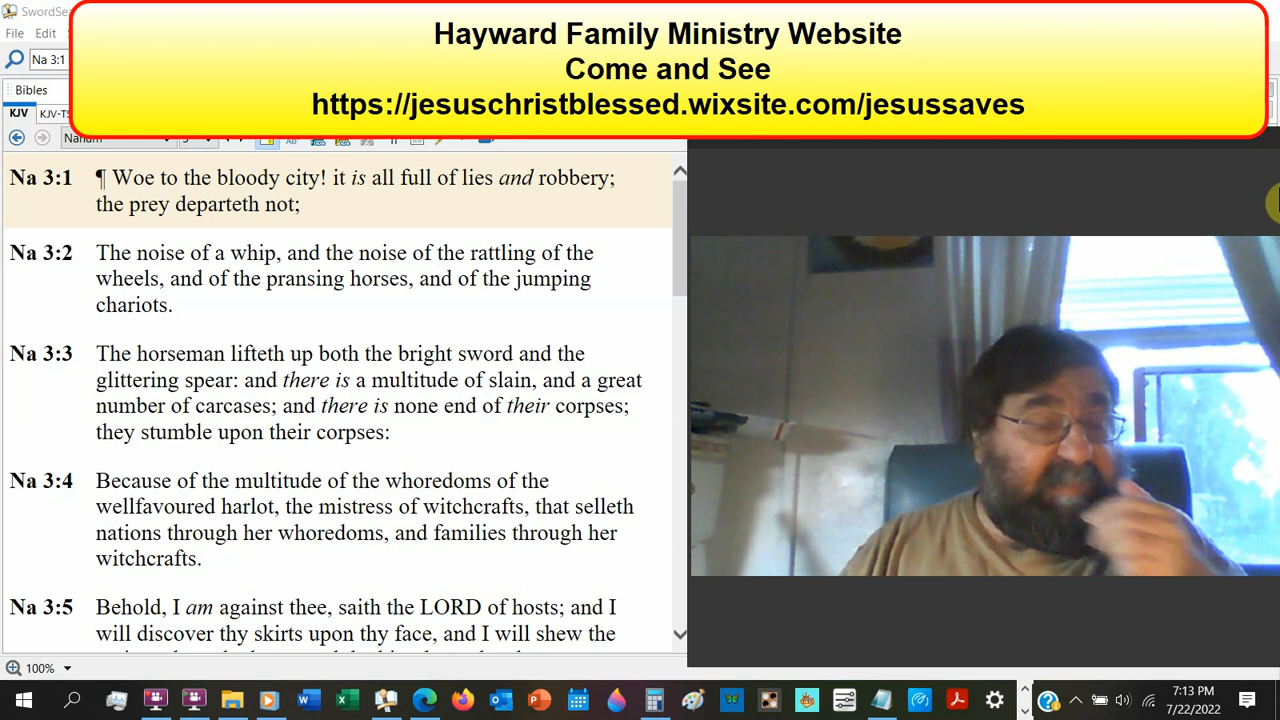 SwordSe
Hayward Family Ministry Website
Come and See
https://jesuschristblessed.wixsite.com/jesussaves
File Edit
Na 3:1
Bibles
KJV
Nahum
Na 3:1 ¶ Woe to the bloody city! it is all full of lies and robbery;
the prey departeth not;
Na 3:2 The noise of a whip, and the noise of the rattling of the
wheels, and of the pransing horses, and of the jumping
chariots.
Na 3:3 The horseman lifteth up both the bright sword and the
glittering spear: and there is a multitude of slain, and a great
number of carcases; and there is none end of their corpses;
they stumble upon their corpses:
Na 3:4 Because of the multitude of the whoredoms of the
wellfavoured harlot, the mistress of witchcrafts, that selleth
nations through her whoredoms, and families through her
witchcrafts.
Na 3:5 Behold, I am against thee, saith the LORD of hosts; and I
will discover thy skirts upon thy face, and I will shew the
100%
7:13 PM
7/22/2022